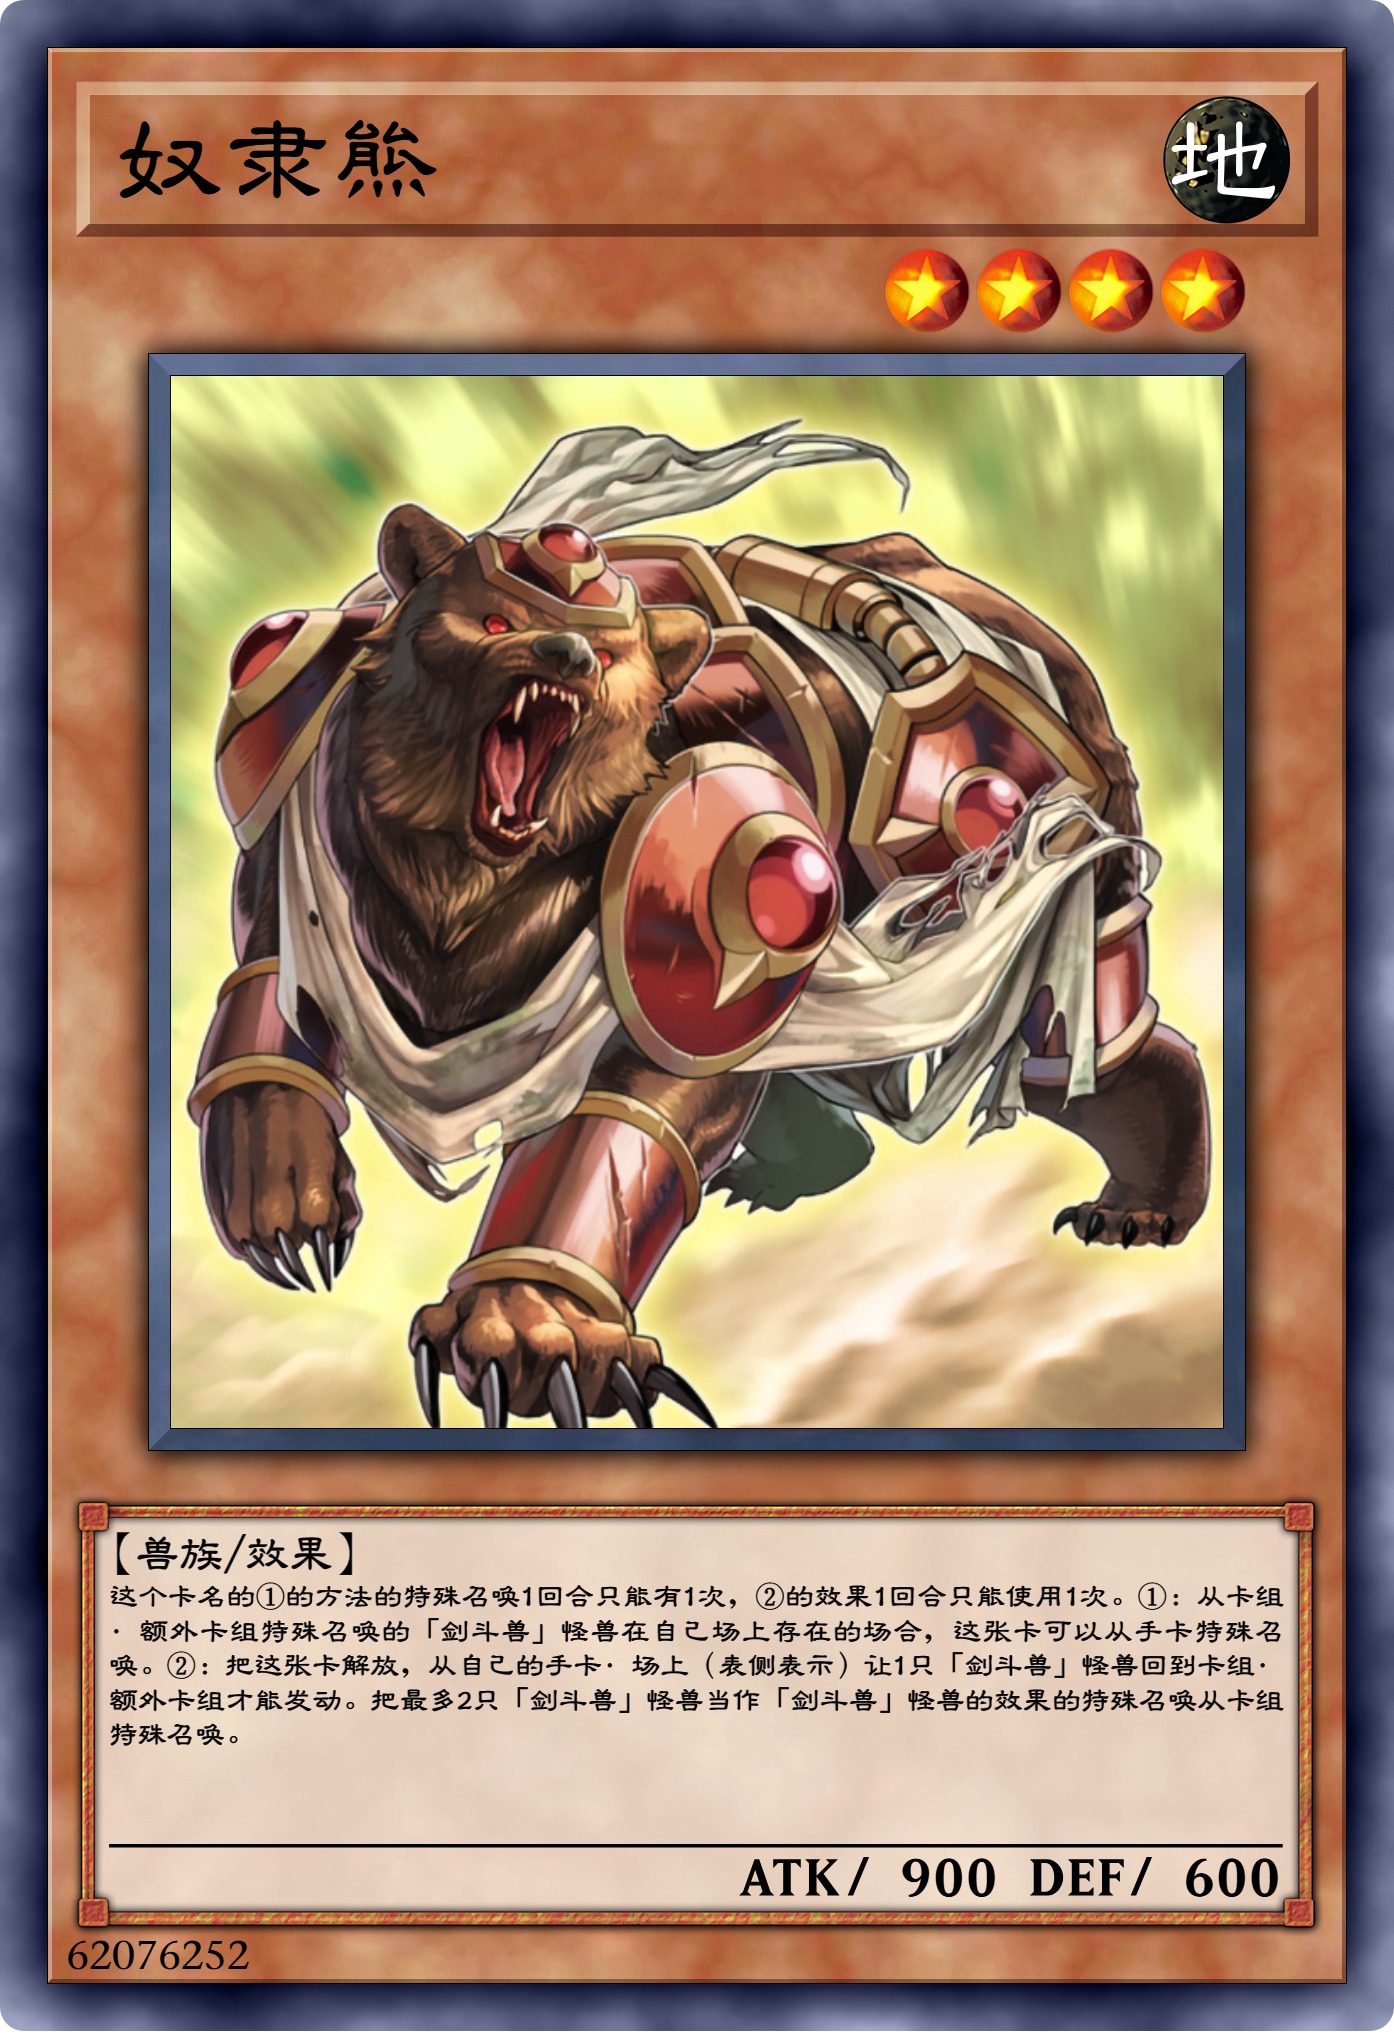 奴隶熊
地
【兽族/效果】
这个卡名的①的方法的特殊召唤1回合只能有1次，②的效果1回合只能使用1次。①：从卡组
·额外卡组特殊召唤的「剑斗兽」怪兽在自己场上存在的场合，这张卡可以从手卡特殊召
唤。②：把这张卡解放，从自己的手卡·场上（表侧表示）让1只「剑斗兽」怪兽回到卡组·
额外卡组才能发动。把最多2只「剑斗兽」怪兽当作「剑斗兽」怪兽的效果的特殊召唤从卡组
特殊召唤。
ATK/ 900 DEF/ 600
62076252